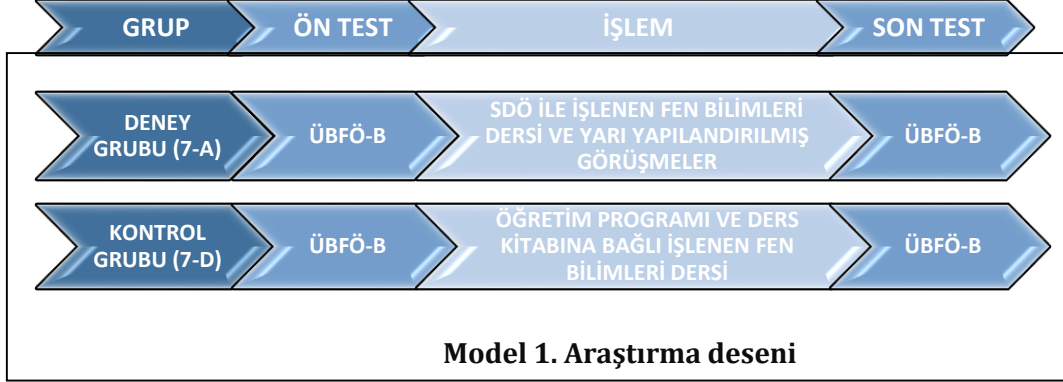 GRUP ÖN TEST İŞLEM SON TEST
DENEY
GRUBU (7-A)
ÜBFÖ-B
SDÖ İLE İŞLENEN FEN BİLİMLERİ
DERSİ VE YARI YAPILANDIRILMIŞ
GÖRÜŞMELER
ÜBFÖ-B
KONTROL
GRUBU (7-D)
ÜBFÖ-B
ÖĞRETİM PROGRAMI VE DERS
KİTABINA BAĞLI İŞLENEN FEN
BİLİMLERİ DERSİ
ÜBFÖ-B
Model 1. Araştırma deseni